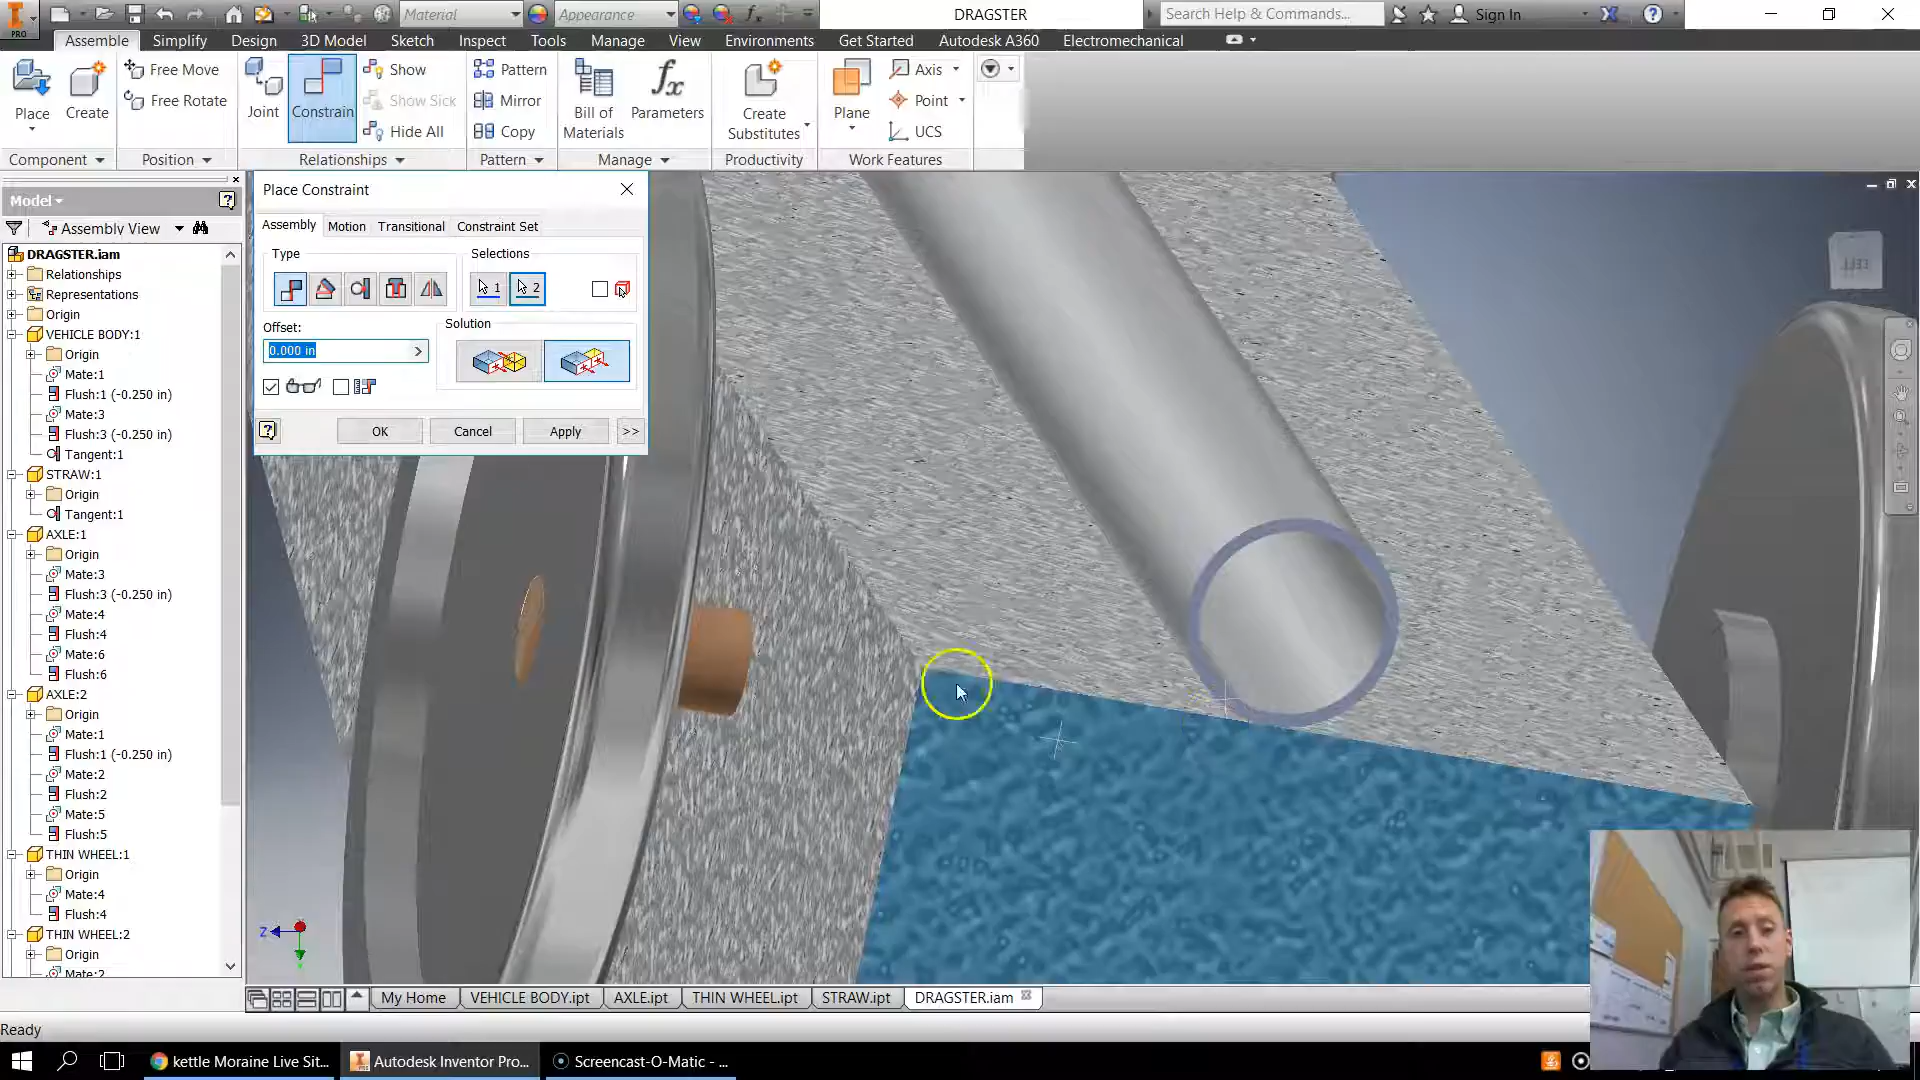 Material
Appearance
fx
DRAGSTER
Search Help & Commands...
Sign In
PRO
Assemble Simplify Design 3D Model Sketch Inspect Tools Manage View Environments Get Started Autodesk A360 Electromechanical
Place
Create
Free Move
Free Rotate
Joint
Constrain
Show
Show Sick
Hide All
Pattern
Mirror
Copy
Bill of
Materials
fx
Parameters
Create
Substitutes
Plane
Axis
Point
UCS
Component Position Relationships Pattern Manage Productivity Work Features
Model
Assembly View
DRAGSTER.iam
Relationships
Representations
Origin
VEHICLE BODY:1
Origin
Mate:1
Flush:1 (-0.250 in)
Mate:3
Flush:3 (-0.250 in)
Tangent:1
STRAW:1
Origin
Tangent:1
AXLE:1
Origin
Mate:3
Flush:3 (-0.250 in)
Mate:4
Flush:4
Mate:6
Flush:6
AXLE:2
Origin
Mate:1
Flush:1 (-0.250 in)
Mate:2
Flush:2
Mate:5
Flush:5
THIN WHEEL:1
Origin
Mate:4
Flush:4
THIN WHEEL:2
Origin
Mate:2
Place Constraint
Assembly Motion Transitional Constraint Set
Type
Selections
1
2
Offset:
0.000 in
Solution
OK Cancel Apply >>
LEFT
Z
My Home VEHICLE BODY.ipt AXLE.ipt THIN WHEEL.ipt STRAW.ipt DRAGSTER.iam
Ready
kettle Moraine Live Sit...
Autodesk Inventor Pro...
Screencast-O-Matic - ...